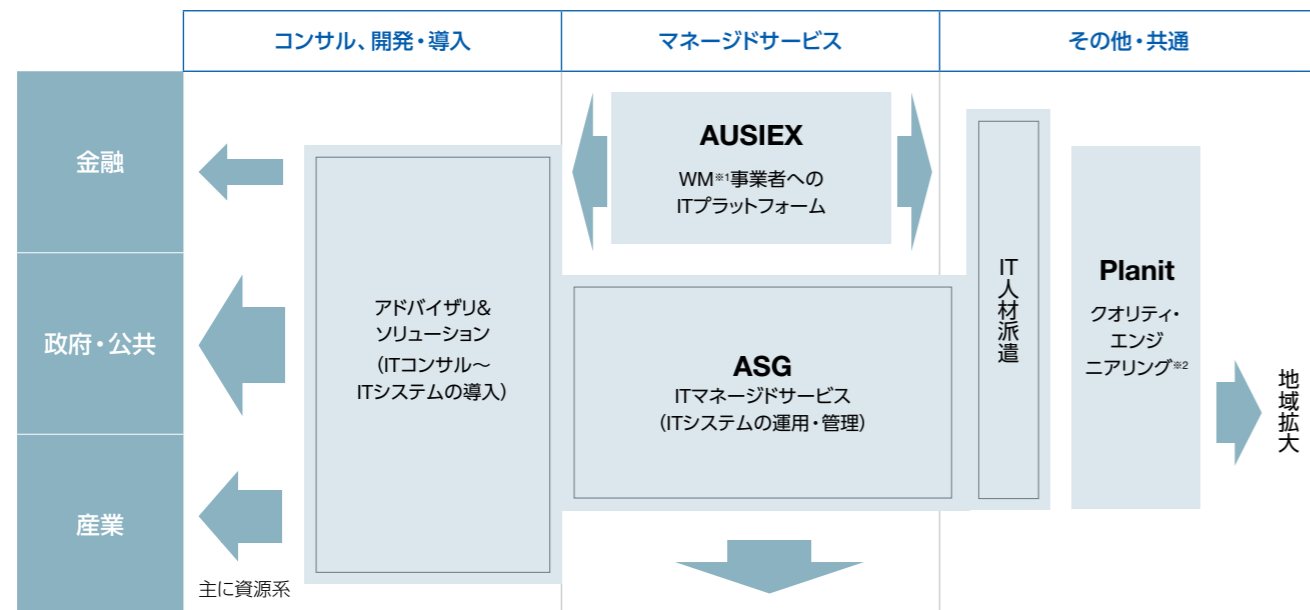 コンサル、開発・導入
マネージドサービス
その他・共通
金融
政府・公共
産業
主に資源系
アドバイザリ&
ソリューション
(ITコンサル〜
ITシステムの導入)
AUSIEX
WM※1事業者への
ITプラットフォーム
ASG
ITマネージドサービス
(ITシステムの運用・管理)
IT人材派遣
Planit
クオリティ・
エンジ
ニアリング※2
地域拡大